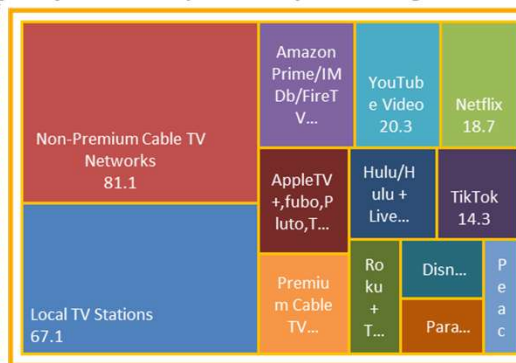 Non-Premium Cable TV
Networks
81.1
Local TV Stations
67.1
Amazon
Prime/IM
Db/FireT
V...
AppleTV
+,fubo,P
luto,T...
Premiu
m Cable
TV...
YouTub
e Video
20.3
Netflix
18.7
Hulu/H
ulu +
Live...
TikTok
14.3
Ro
ku +
T...
Disn...
Para...
P
e
a
c